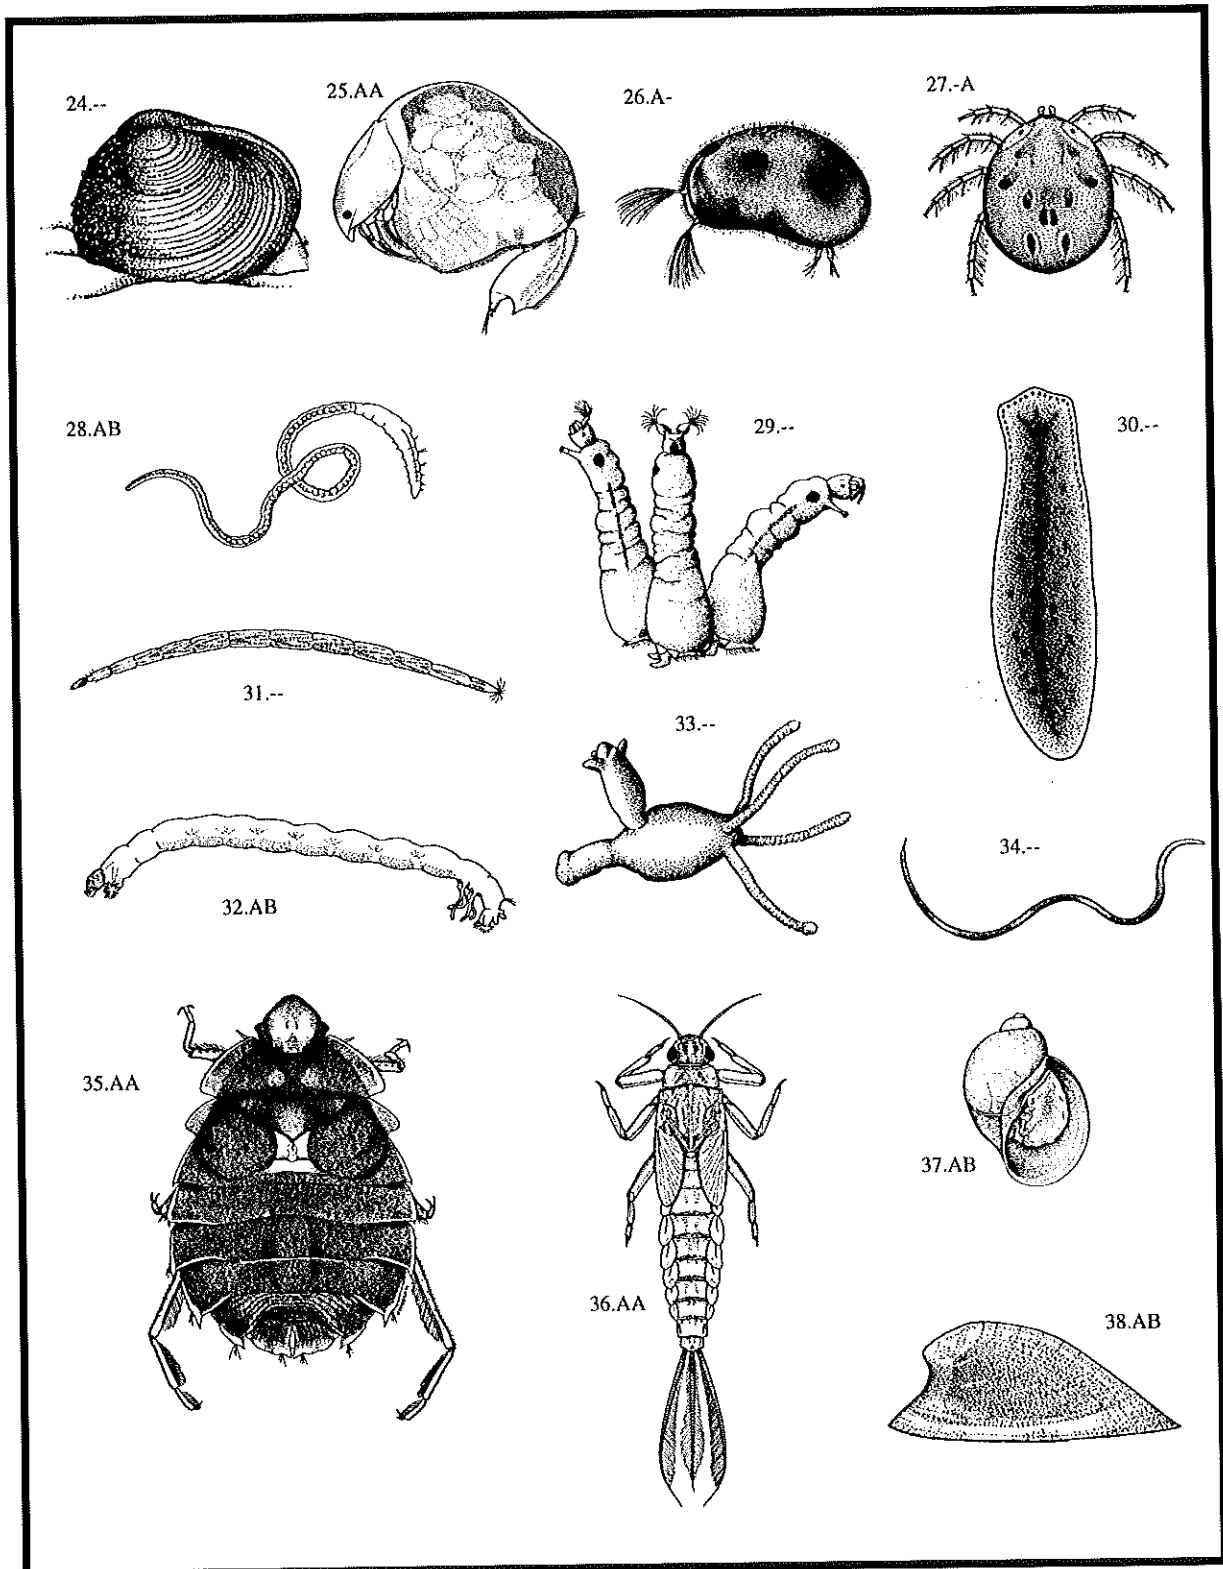 24.--
25.AA
26.A-
27.-A
28.AB
29.--
30.--
31.--
33.--
32.AB
34.--
35.AA
37.AB
36.AA
38.AB